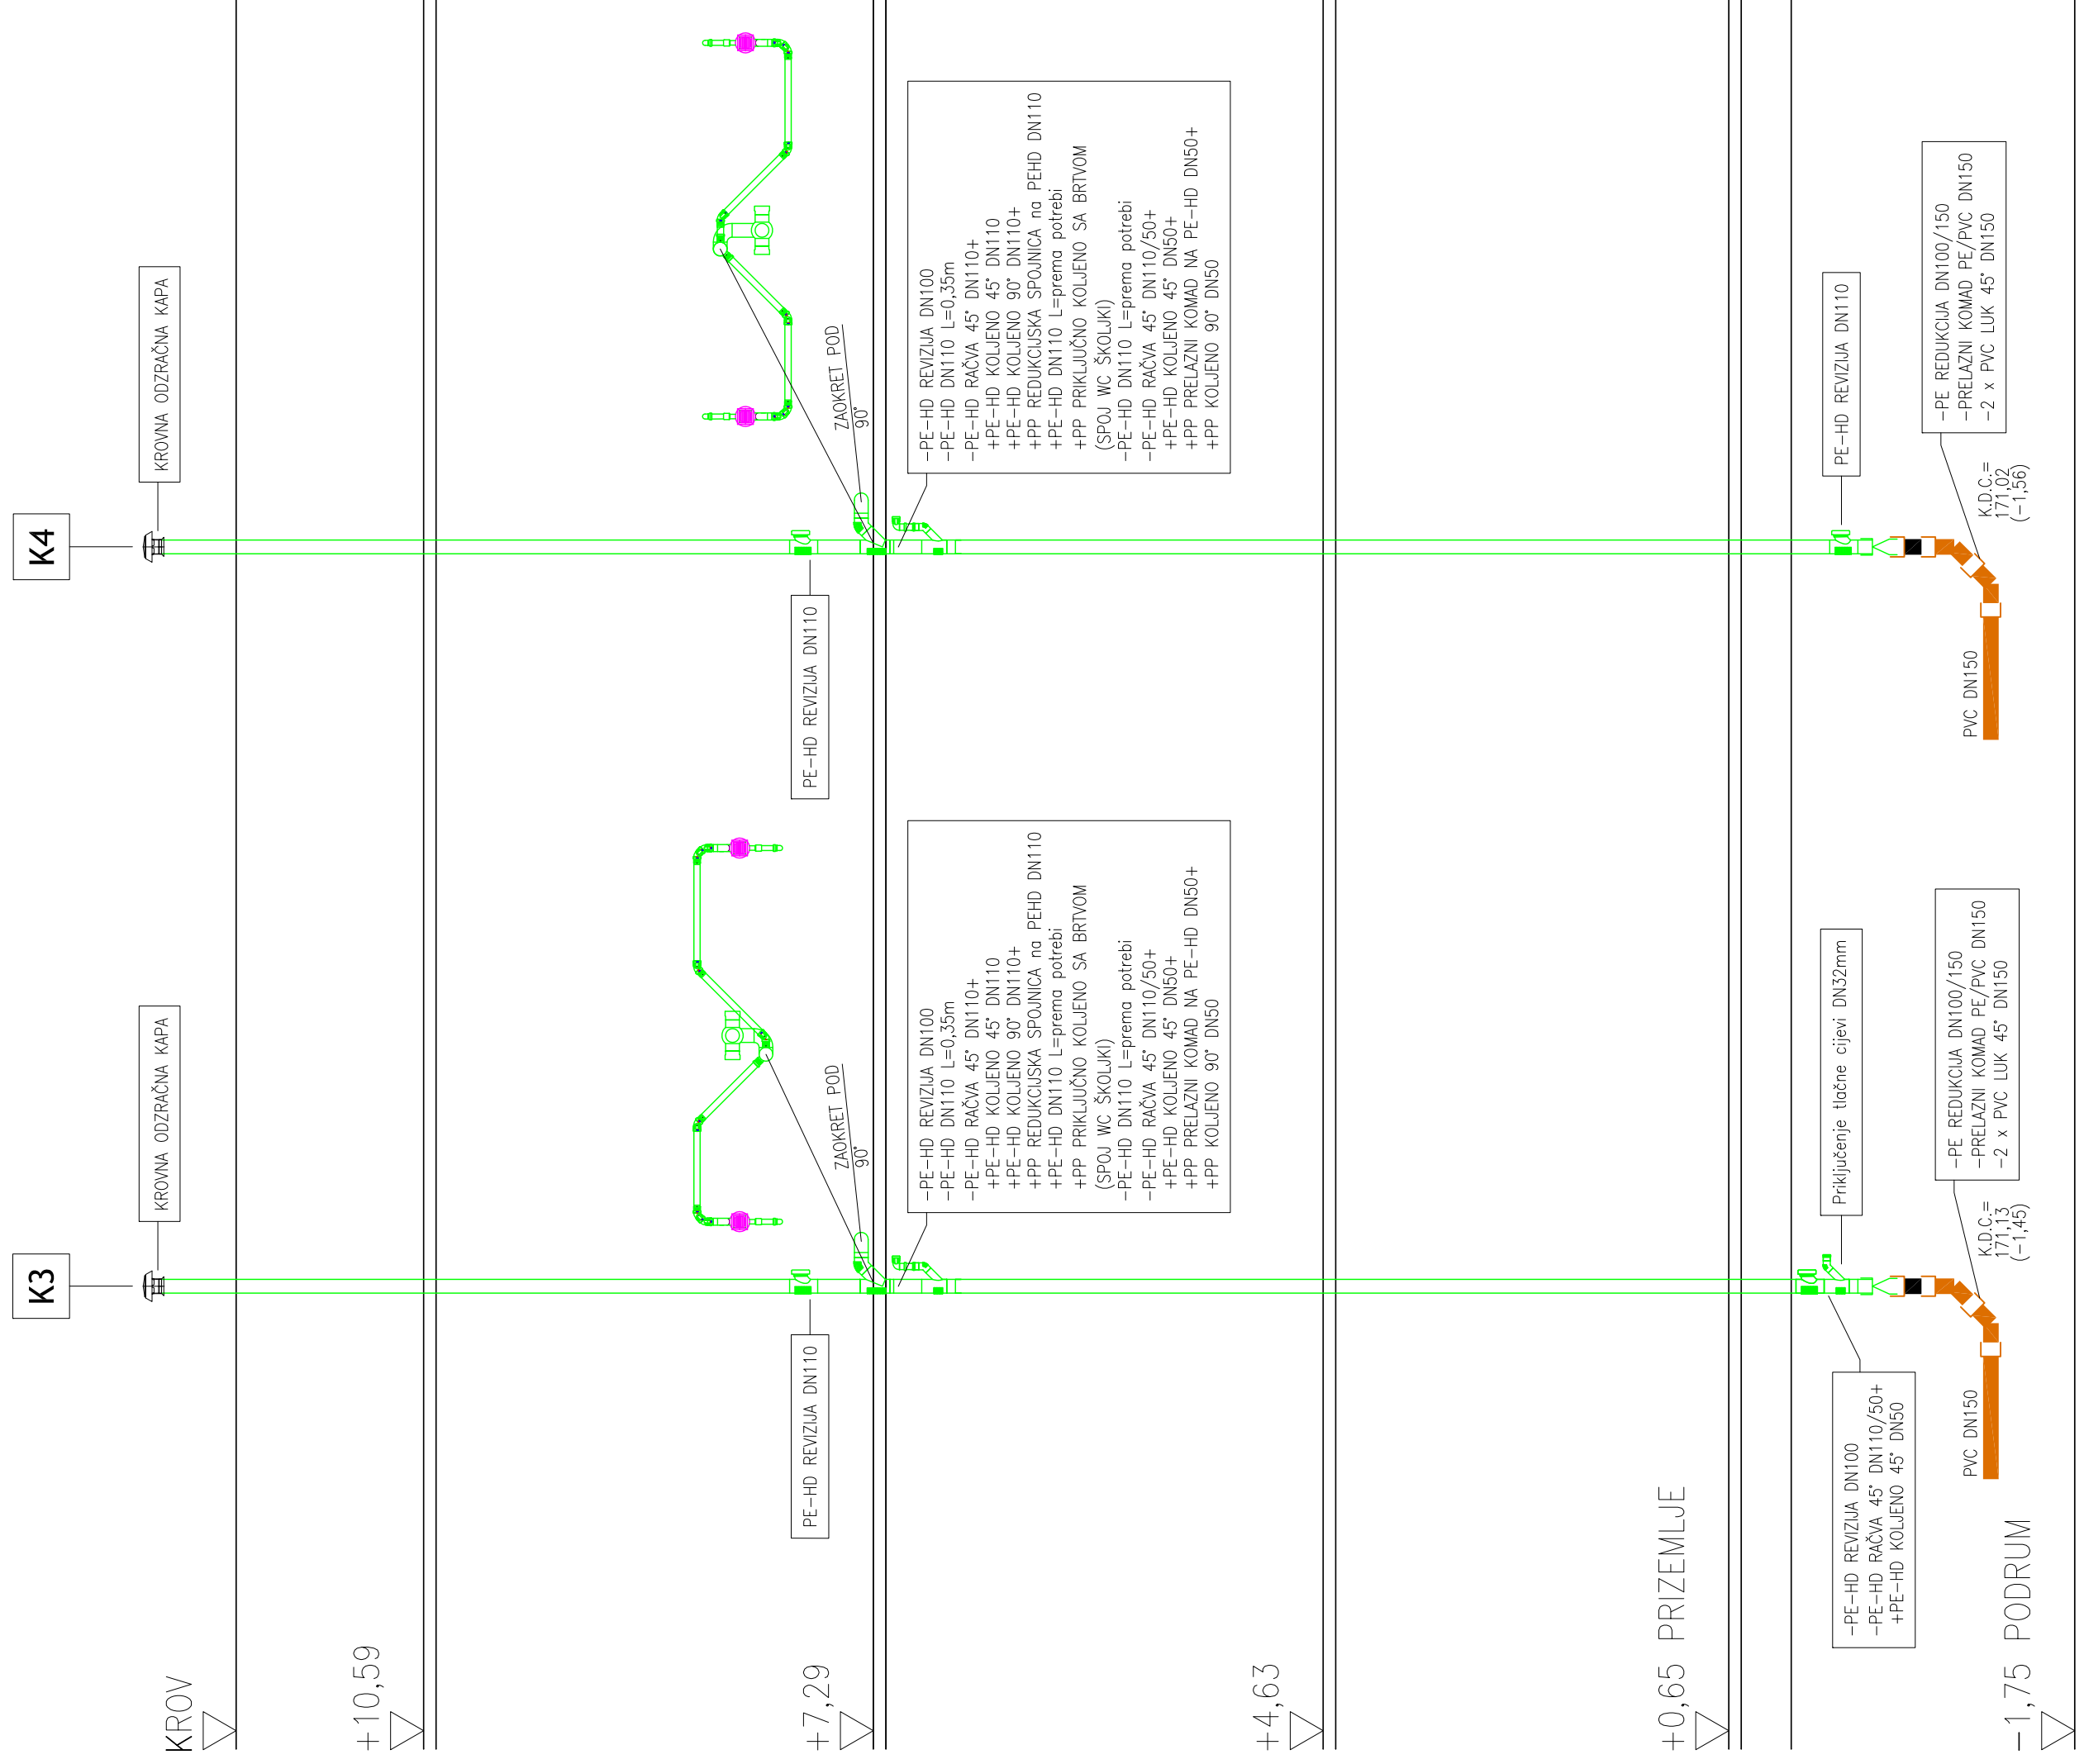 K3
K4
KROVNA ODZRAČNA KAPA
KROVNA ODZRAČNA KAPA
KROV
+10,59
PE-HD REVIZIJA DN110
ZAOKRET POD
90°
PE-HD REVIZIJA DN110
ZAOKRET POD
90°
+7,29
-PE-HD REVIZIJA DN100
-PE-HD DN110 L=0,35m
-PE-HD RAČVA 45° DN110+
+PE-HD KOLJENO 45° DN110
+PE-HD KOLJENO 90° DN110+
+PP REDUKCIJSKA SPOJNICA na PEHD DN110
+PE-HD DN110 L=prema potrebi
+PP PRIKLJUČNO KOLJENO SA BRTVOM
(SPOJ WC ŠKOLJKI)
-PE-HD DN110 L=prema potrebi
-PE-HD RAČVA 45° DN110/50+
+PE-HD KOLJENO 45° DN50+
+PP PRELAZNI KOMAD NA PE-HD DN50+
+PP KOLJENO 90° DN50
-PE-HD REVIZIJA DN100
-PE-HD DN110 L=0,35m
-PE-HD RAČVA 45° DN110+
+PE-HD KOLJENO 45° DN110
+PE-HD KOLJENO 90° DN110+
+PP REDUKCIJSKA SPOJNICA na PEHD DN110
+PE-HD DN110 L=prema potrebi
+PP PRIKLJUČNO KOLJENO SA BRTVOM
(SPOJ WC ŠKOLJKI)
-PE-HD DN110 L=prema potrebi
-PE-HD RAČVA 45° DN110/50+
+PE-HD KOLJENO 45° DN50+
+PP PRELAZNI KOMAD NA PE-HD DN50+
+PP KOLJENO 90° DN50
+4,63
+0,65 PRIZEMLJE
-PE-HD REVIZIJA DN100
-PE-HD RAČVA 45° DN110/50+
+PE-HD KOLJENO 45° DN50
Priključenje tlačne cijevi DN32mm
PE-HD REVIZIJA DN110
-PE REDUKCIJA DN100/150
-PRELAZNI KOMAD PE/PVC DN150
-2 x PVC LUK 45° DN150
-PE REDUKCIJA DN100/150
-PRELAZNI KOMAD PE/PVC DN150
-2 x PVC LUK 45° DN150
PVC DN150
K.D.C.=
171,13
(-1,45)
PVC DN150
K.D.C.=
171,02
(-1,56)
-1,75 PODRUM